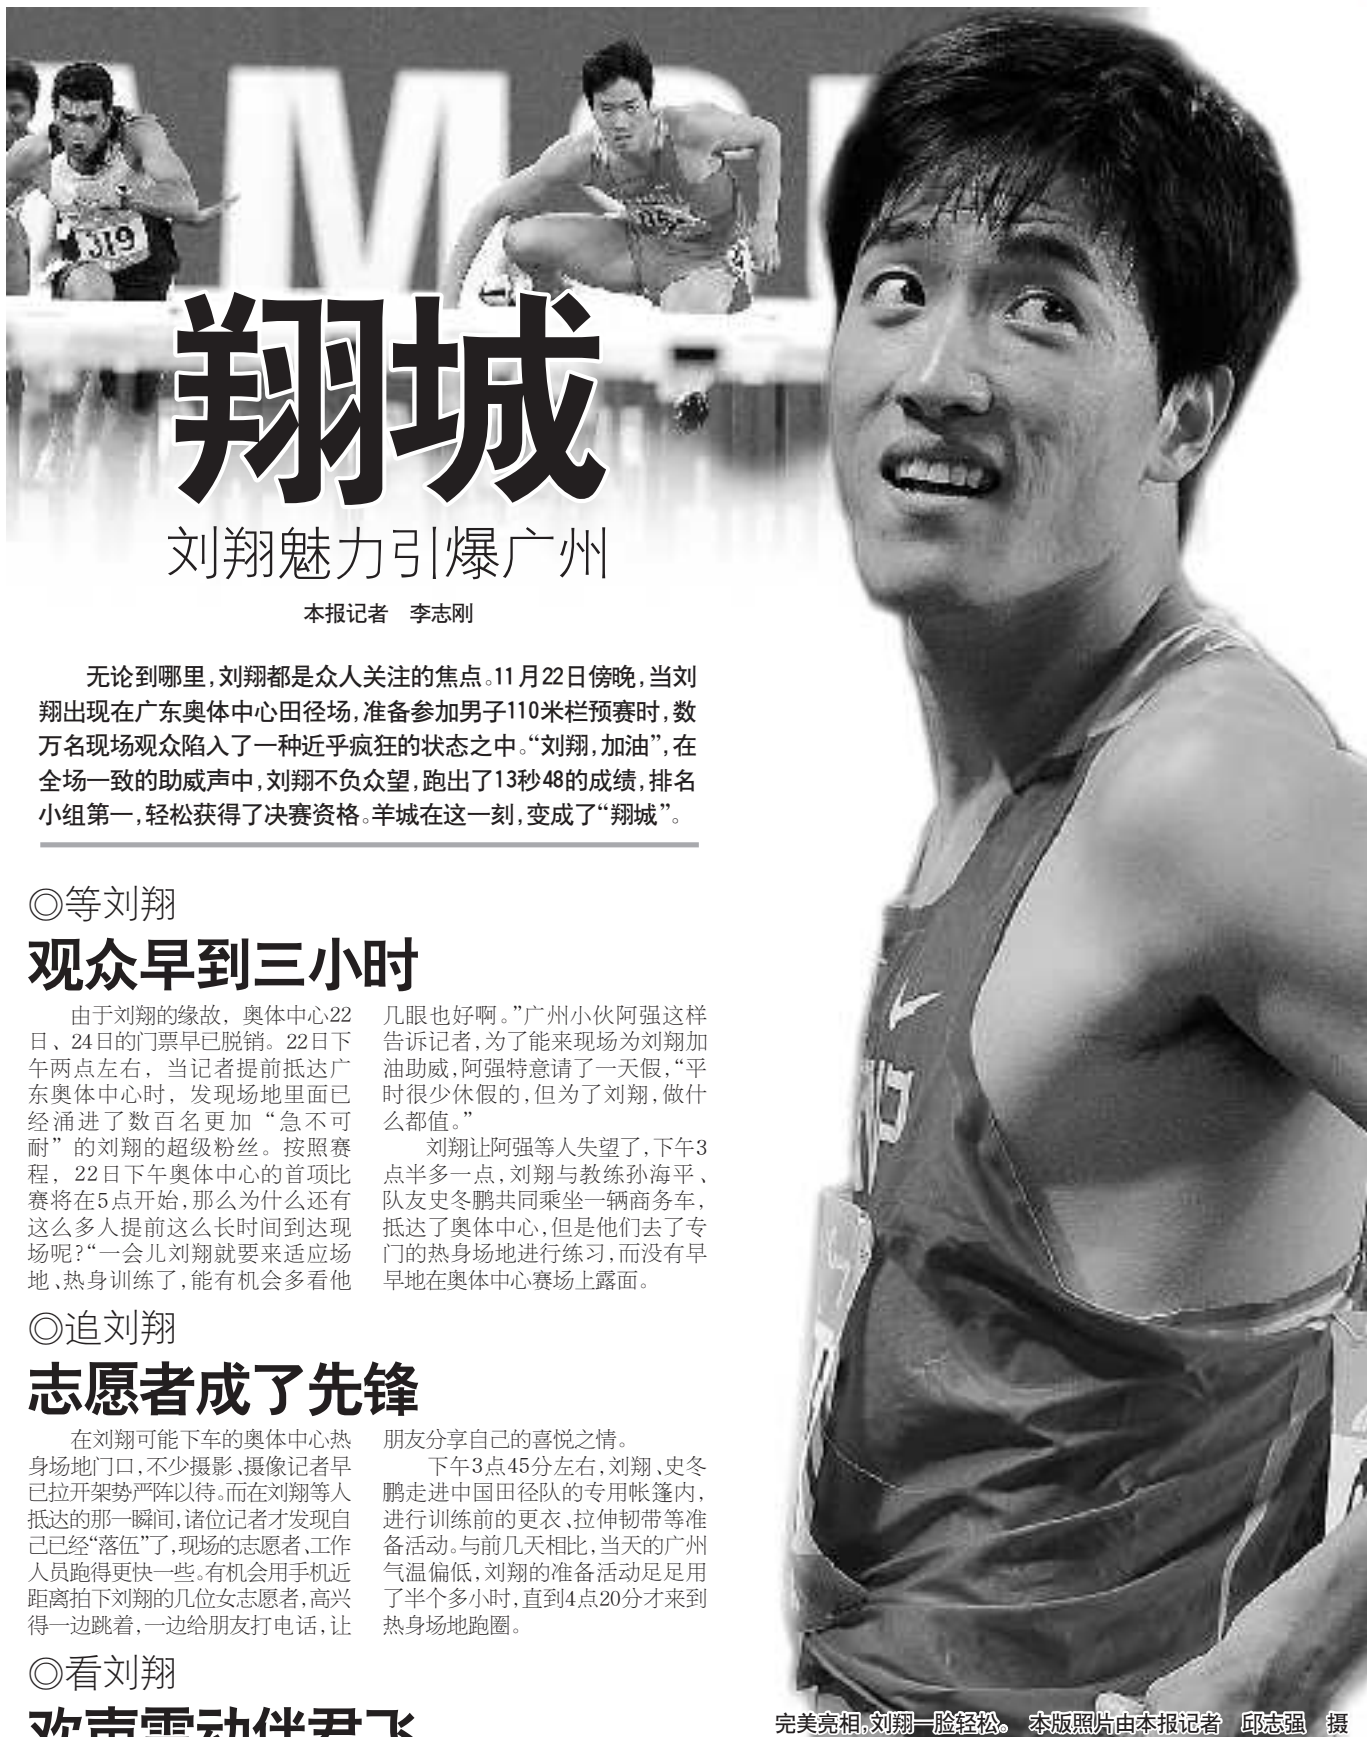 AMO
319
翔城
刘翔魅力引爆广州
本报记者 李志刚
无论到哪里,刘翔都是众人关注的焦点。11月22日傍晚,当刘
翔出现在广东奥体中心田径场,准备参加男子110米栏预赛时,数
万名现场观众陷入了一种近乎疯狂的状态之中。“刘翔,加油”,在
全场一致的助威声中,刘翔不负众望,跑出了13秒48的成绩,排名
小组第一,轻松获得了决赛资格。羊城在这一刻,变成了“翔城”。
◎等刘翔
观众早到三小时
由于刘翔的缘故，奥体中心22
日、24日的门票早已脱销。22日下
午两点左右，当记者提前抵达广
东奥体中心时，发现场地里面已
经涌进了数百名更加“急不可
耐”的刘翔的超级粉丝。按照赛
程，22日下午奥体中心的首项比
赛将在5点开始,那么为什么还有
这么多人提前这么长时间到达现
场呢?“一会儿刘翔就要来适应场
地、热身训练了,能有机会多看他
几眼也好啊。”广州小伙阿强这样
告诉记者,为了能来现场为刘翔加
油助威,阿强特意请了一天假,“平
时很少休假的,但为了刘翔,做什
么都值。”
刘翔让阿强等人失望了,下午3
点半多一点,刘翔与教练孙海平、
队友史冬鹏共同乘坐一辆商务车,
抵达了奥体中心,但是他们去了专
门的热身场地进行练习,而没有早
早地在奥体中心赛场上露面。
◎追刘翔
志愿者成了先锋
在刘翔可能下车的奥体中心热
身场地门口,不少摄影、摄像记者早
已拉开架势严阵以待。而在刘翔等人
抵达的那一瞬间,诸位记者才发现自
己已经“落伍”了,现场的志愿者、工作
人员跑得更快一些。有机会用手机近
距离拍下刘翔的几位女志愿者,高兴
得一边跳着,一边给朋友打电话,让
朋友分享自己的喜悦之情。
下午3点45分左右,刘翔、史冬
鹏走进中国田径队的专用帐篷内,
进行训练前的更衣、拉伸韧带等准
备活动。与前几天相比,当天的广州
气温偏低,刘翔的准备活动足足用
了半个多小时,直到4点20分才来到
热身场地跑圈。
◎看刘翔
欢声震动伴君飞
完美亮相,刘翔一脸轻松。 本版照片由本报记者 邱志强 摄